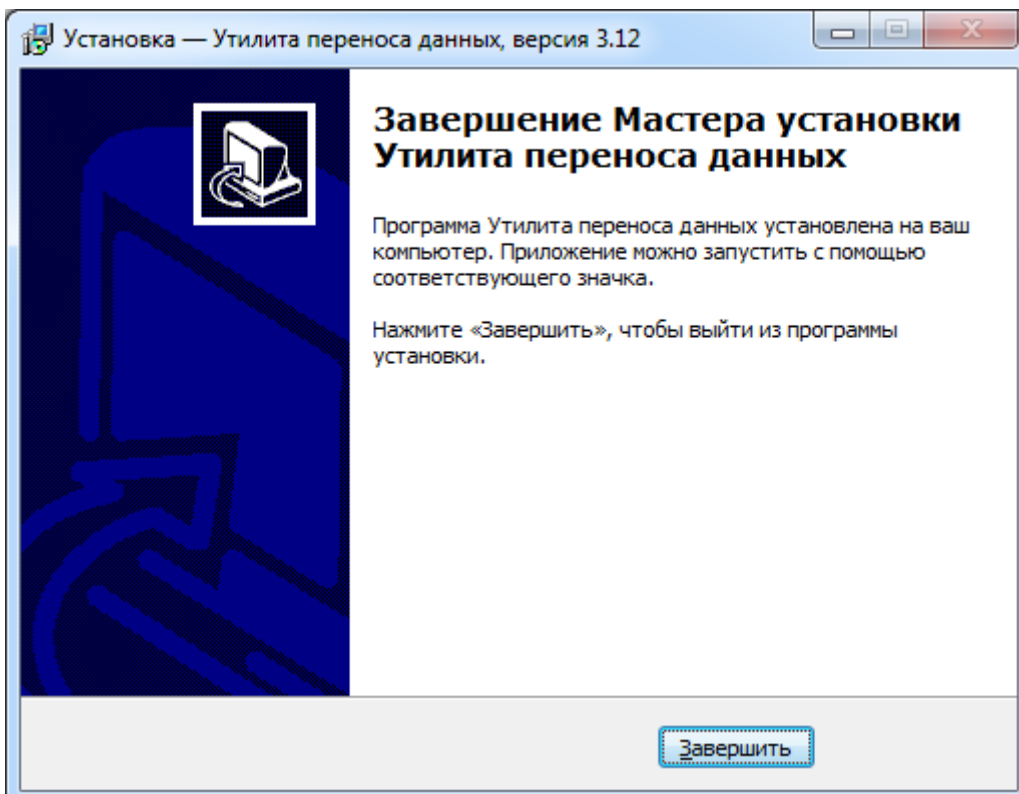 Установка — Утилита переноса данных, версия 3.12
Завершение Мастера установки
Утилита переноса данных
Программа Утилита переноса данных установлена на ваш
компьютер. Приложение можно запустить с помощью
соответствующего значка.
Нажмите «Завершить», чтобы выйти из программы
установки.
Завершить